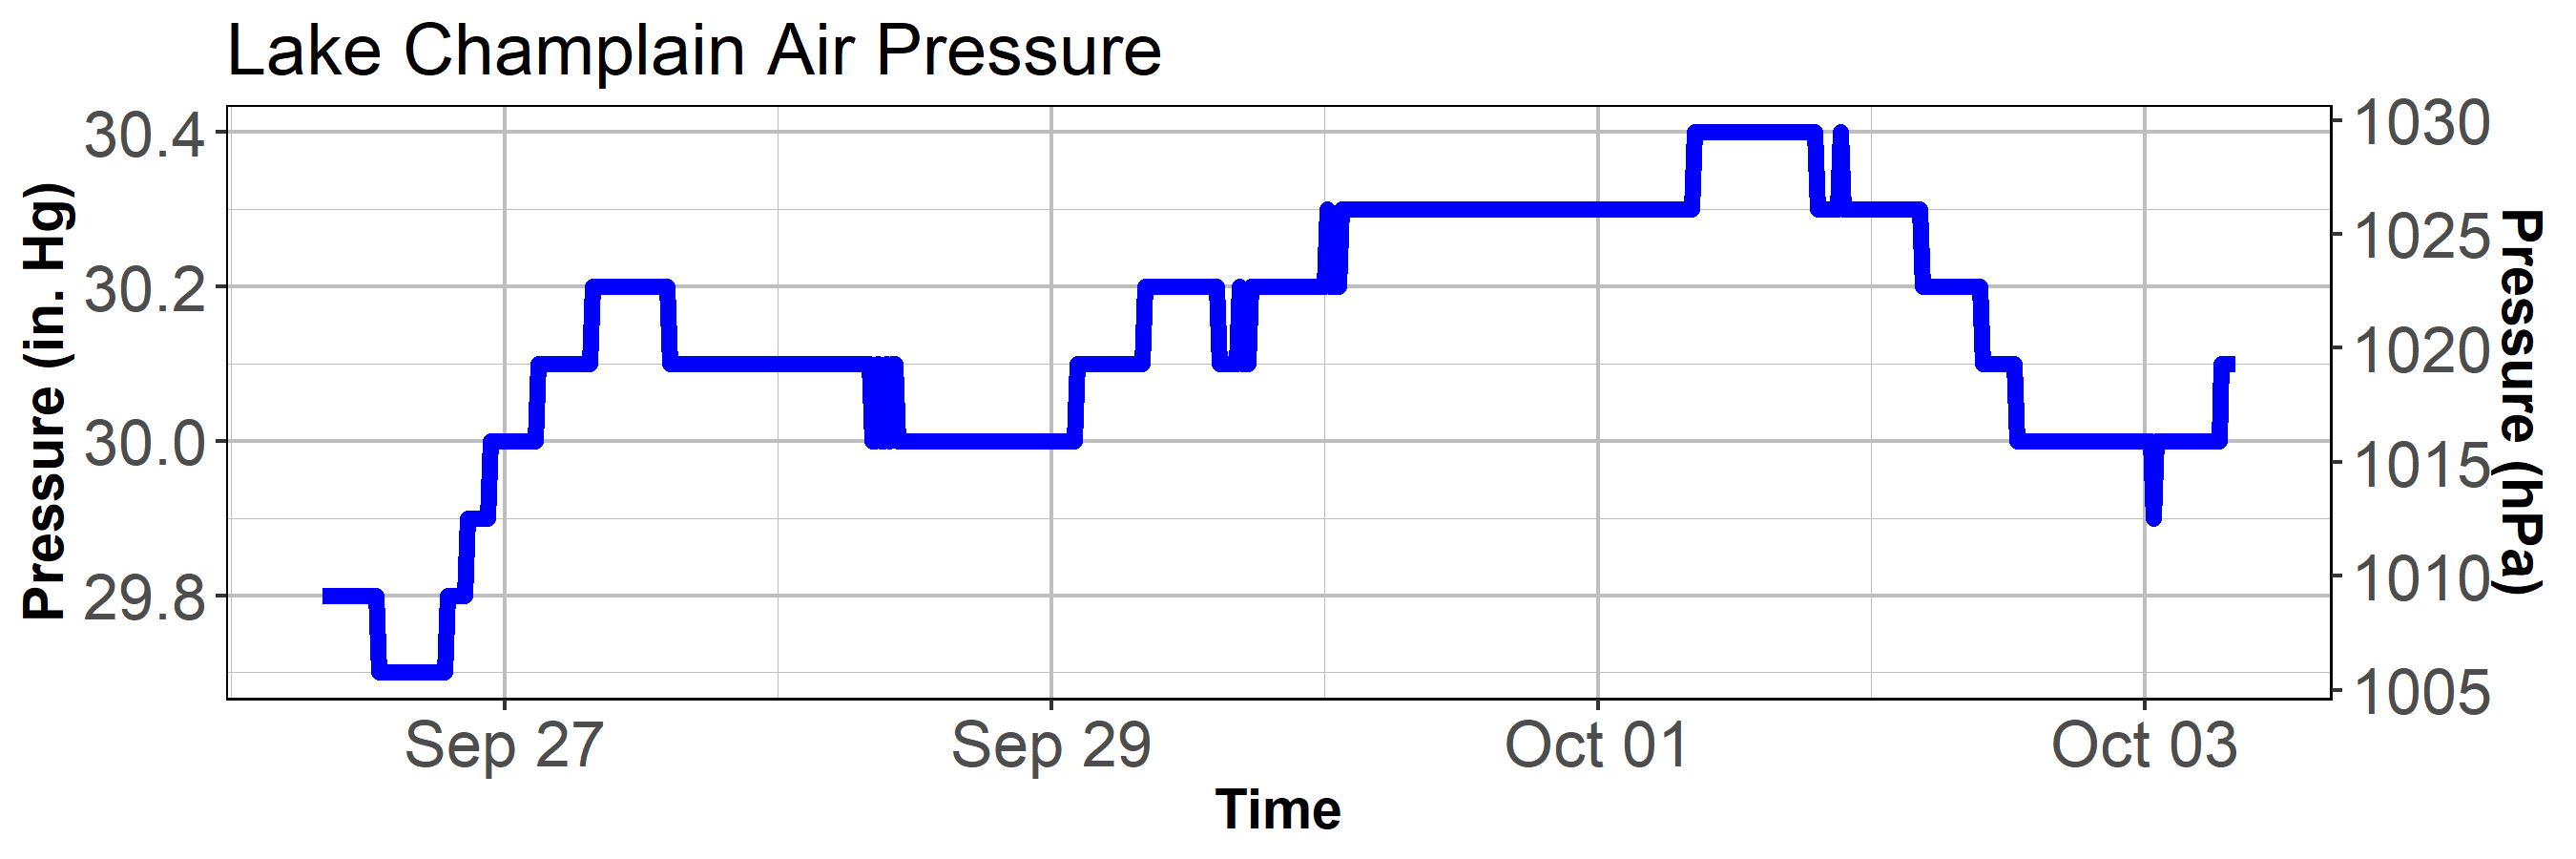 Lake Champlain Air Pressure
Pressure (in. Hg)
30.4
30.2
30.0
29.8
1030
1025
1020
1015
1010
1005
Pressure (hPa)
Sep 27 Sep 29 Oct 01 Oct 03
Time